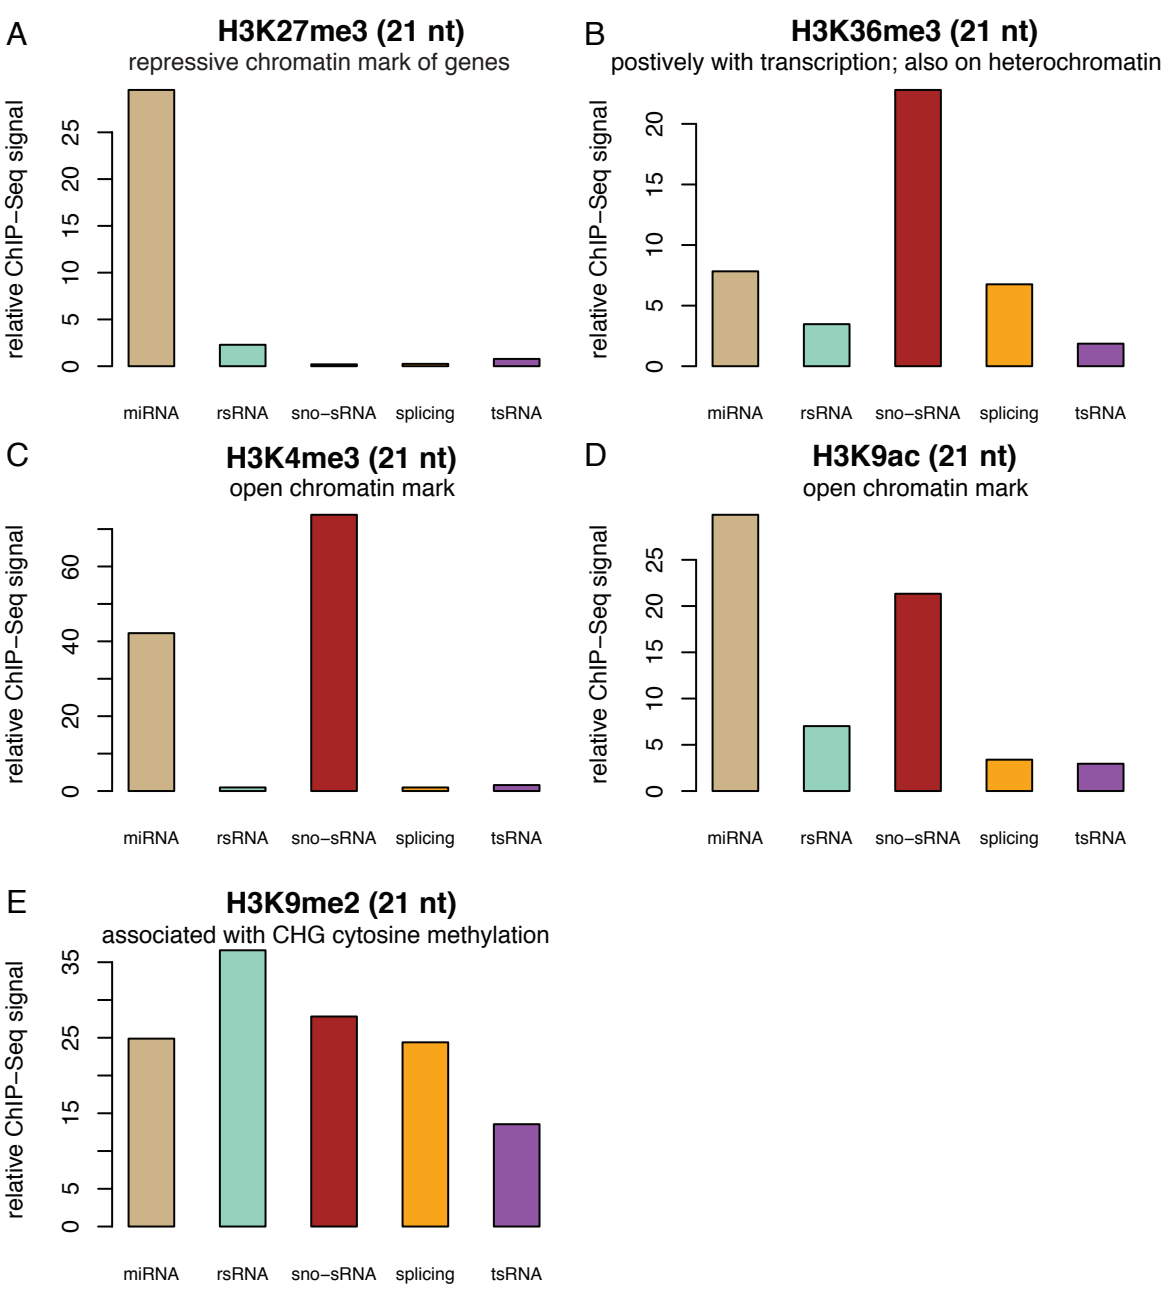 A
H3K27me3 (21 nt)
repressive chromatin mark of genes
relative ChIP−Seq signal
25
20
15
10
5
0
miRNA rsRNA sno−sRNA splicing tsRNA
B
H3K36me3 (21 nt)
postively with transcription; also on heterochromatin
relative ChIP−Seq signal
20
15
10
5
0
miRNA rsRNA sno−sRNA splicing tsRNA
C
H3K4me3 (21 nt)
open chromatin mark
relative ChIP−Seq signal
60
40
20
0
miRNA rsRNA sno−sRNA splicing tsRNA
D
H3K9ac (21 nt)
open chromatin mark
relative ChIP−Seq signal
25
20
15
10
5
0
miRNA rsRNA sno−sRNA splicing tsRNA
E
H3K9me2 (21 nt)
associated with CHG cytosine methylation
relative ChIP−Seq signal
35
25
15
5
0
miRNA rsRNA sno−sRNA splicing tsRNA